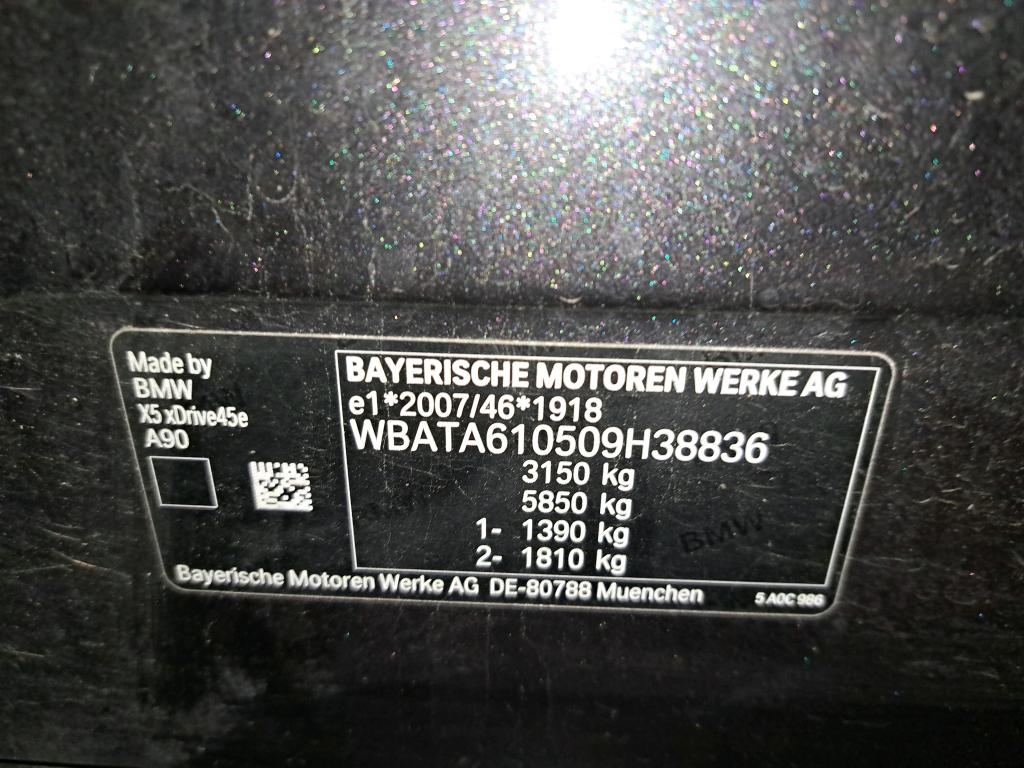 Made by
BMW
X5 xDrive45e
A90
BAYERISCHE MOTOREN WERKE AG
e1*2007/46*1918
WBATA610509H38836
3150 kg
5850 kg
1- 1390 kg
2- 1810 kg
BMW
Bayerische Motoren Werke AG DE-80788 Muenchen
5 A0C 986